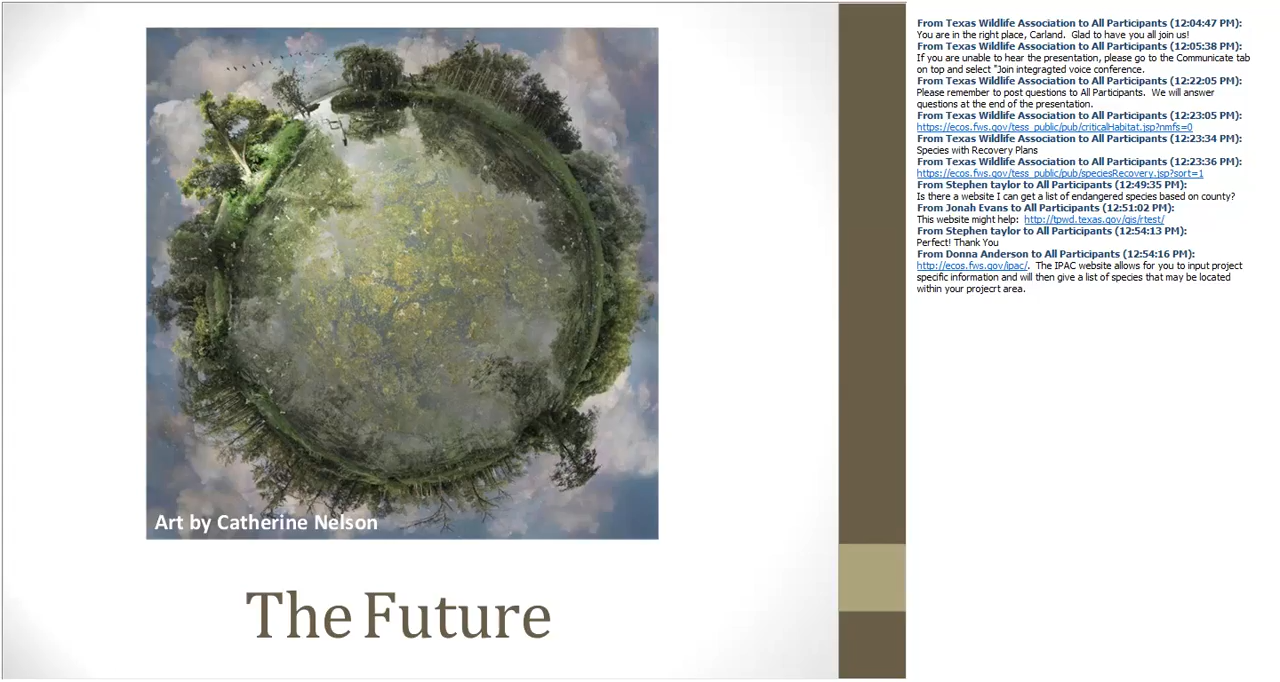 Art by Catherine Nelson
The Future
From Texas Wildlife Association to All Participants (12:04:47 PM):
You are in the right place, Carland.  Glad to have you all join us!
From Texas Wildlife Association to All Participants (12:05:38 PM):
If you are unable to hear the presentation, please go to the Communicate tab
on top and select "Join integragted voice conference.
From Texas Wildlife Association to All Participants (12:22:05 PM):
Please remember to post questions to All Participants.  We will answer
questions at the end of the presentation.
From Texas Wildlife Association to All Participants (12:23:05 PM):
https://ecos.fws.gov/tess_public/pub/criticalHabitat.jsp?nmfs=0
From Texas Wildlife Association to All Participants (12:23:34 PM):
Species with Recovery Plans
From Texas Wildlife Association to All Participants (12:23:36 PM):
https://ecos.fws.gov/tess_public/pub/speciesRecovery.jsp?sort=1
From Stephen taylor to All Participants (12:49:35 PM):
Is there a website I can get a list of endangered species based on county?
From Jonah Evans to All Participants (12:51:02 PM):
This website might help:  http://tpwd.texas.gov/gis/rtest/
From Stephen taylor to All Participants (12:54:13 PM):
Perfect! Thank You
From Donna Anderson to All Participants (12:54:16 PM):
http://ecos.fws.gov/ipac/.  The IPAC website allows for you to input project
specific information and will then give a list of species that may be located
within your projecrt area.